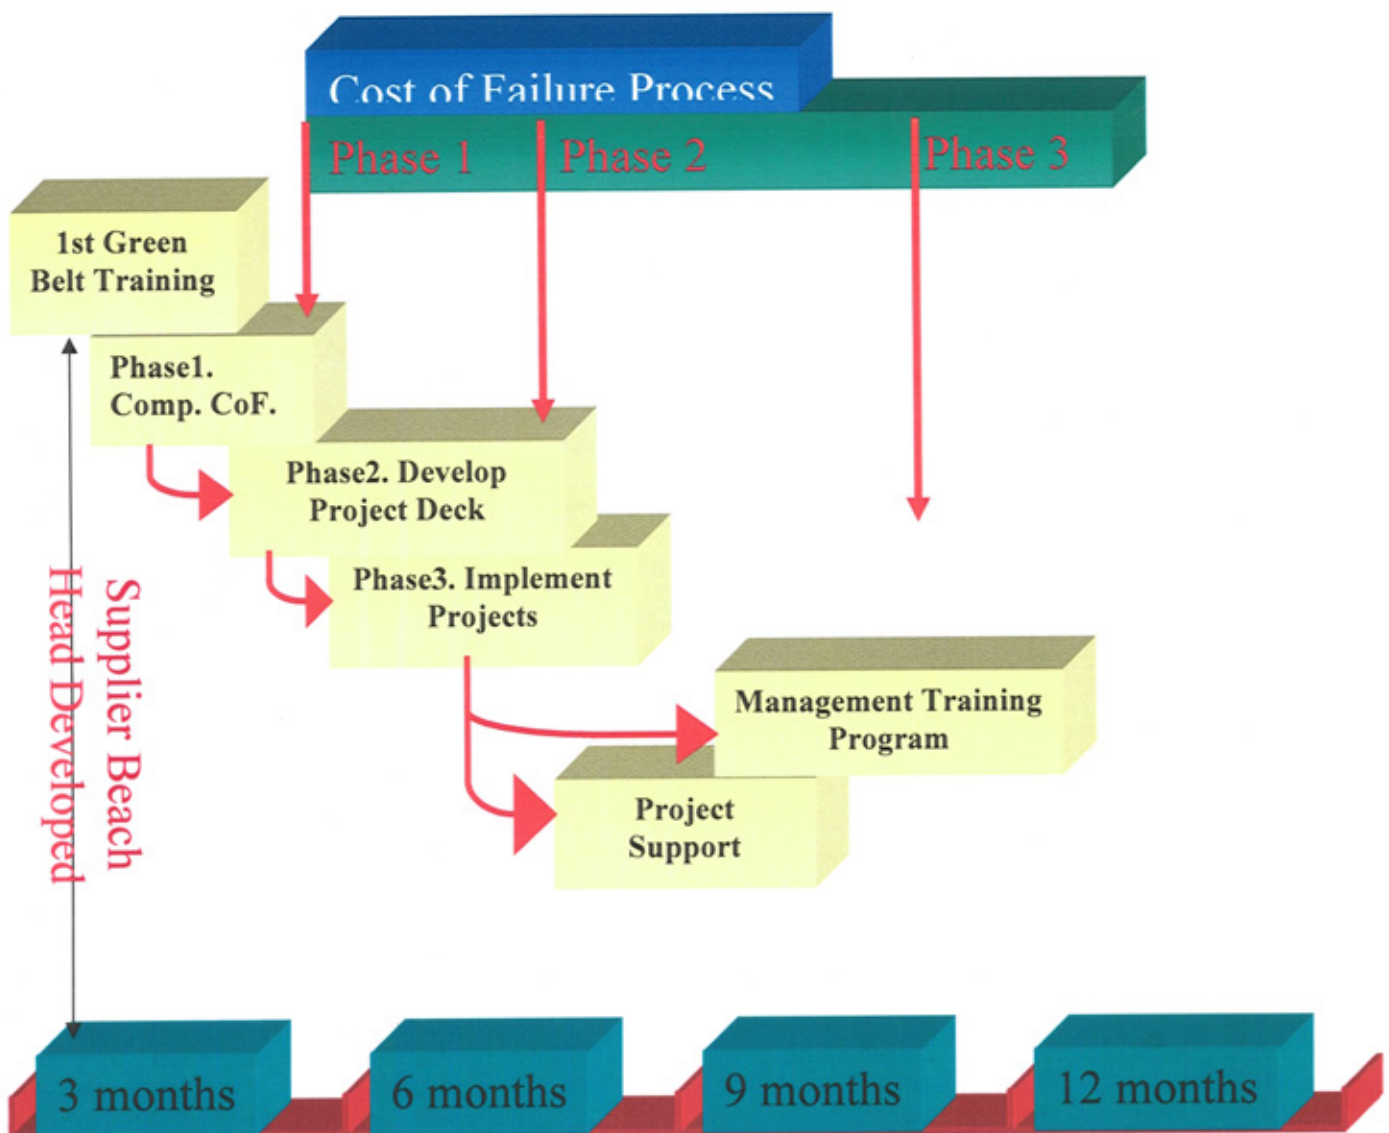 Cost of Failure Process
Phase 1
Phase 2
Phase 3
1st Green
Belt Training
Phase1.
Comp. CoF.
Phase2. Develop
Project Deck
Phase3. Implement
Projects
Management Training
Program
Project
Support
Supplier Beach
Head Developed
3 months
6 months
9 months
12 months